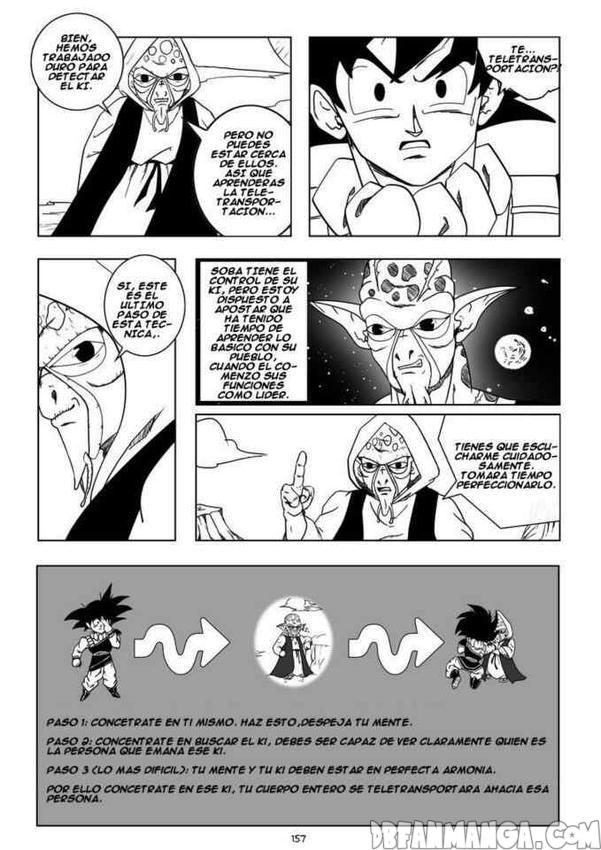 BIEN,
HEMOS
TRABAJADO
DURO PARA
DETECTAR
EL KI.
PERO NO
PUEDES
ESTAR CERCA
DE ELLOS.
ASI QUE
APRENDERAS
LA TELE-
TRANSPOR-
TACION...
TE...
TELETRANS-
PORTACION?!
SI, ESTE
ES EL
ULTIMO
PASO DE
ESTA TEC-
NICA,.
SOBA TIENE EL
CONTROL DE SU
KI, PERO ESTOY
DISPUESTO A
APOSTAR QUE
HA TENIDO
TIEMPO DE
APRENDER LO
BASICO CON SU
PUEBLO,
CUANDO EL CO-
MENZO SUS
FUNCIONES
COMO LIDER.
TIENES QUE ESCU-
CHARME CUIDADO-
SAMENTE.
TOMARA TIEMPO
PERFECCIONARLO.
PASO 1: CONCETRATE EN TI MISMO. HAZ ESTO,DESPEJA TU MENTE.
PASO 2: CONCENTRATE EN BUSCAR EL KI, DEBES SER CAPAZ DE VER CLARAMENTE QUIEN ES
LA PERSONA QUE EMANA ESE KI
PASO 3 (LO MAS DIFICIL): TU MENTE Y TU KI DEBEN ESTAR EN PERFECTA ARMONIA.
POR ELLO CONCETRATE EN ESE KI, TU CUERPO ENTERO SE TELETRANSPORTARA AHACIA ESA
PERSONA.
157
DBFANMANGA.COM